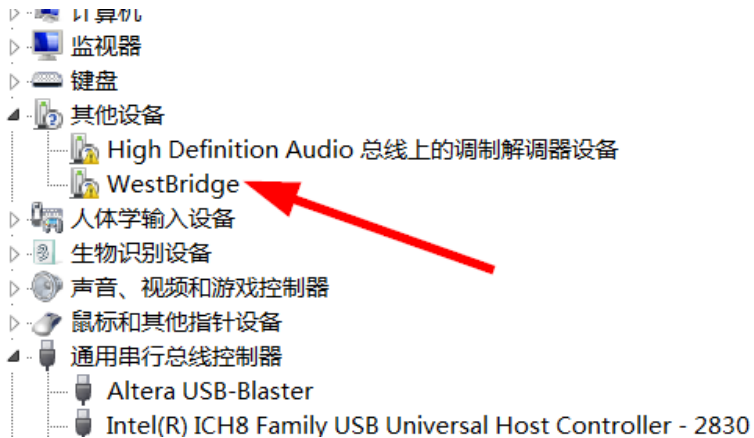 计算机
监视器
键盘
其他设备
High Definition Audio 总线上的调制解调器设备
WestBridge
人体学输入设备
生物识别设备
声音、视频和游戏控制器
鼠标和其他指针设备
通用串行总线控制器
Altera USB-Blaster
Intel(R) ICH8 Family USB Universal Host Controller - 2830